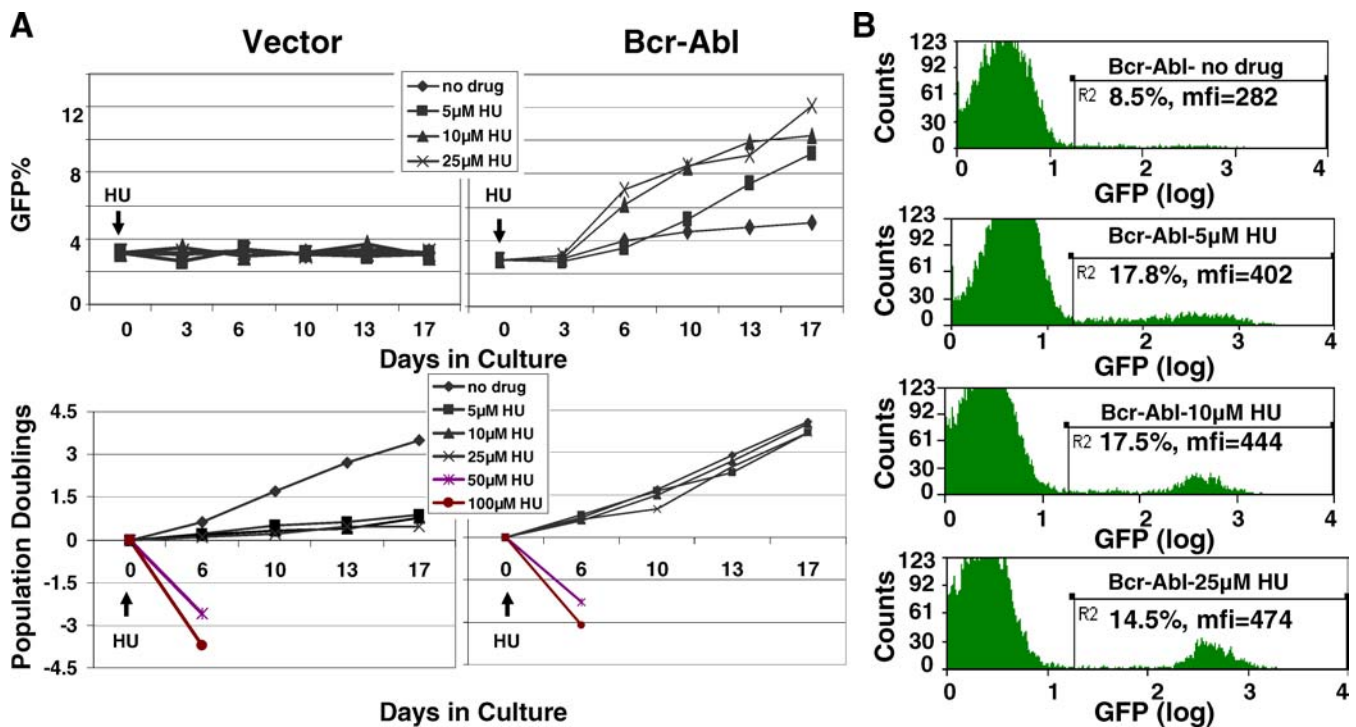 A
Vector
Bcr-Abl
GFP%
12
8
4
0
HU
no drug
5μM HU
10μM HU
25μM HU
HU
0 3 6 10 13 17
0 3 6 10 13 17
Days in Culture
Population Doublings
4.5
3
1.5
0
-1.5
-3
-4.5
no drug
5μM HU
10μM HU
25μM HU
50μM HU
100μM HU
0 6 10 13 17
0 6 10 13 17
HU
HU
Days in Culture
B
Counts
123
92
61
30
0
Bcr-Abl- no drug
R2 8.5%, mfi=282
0 1 2 3 4
GFP (log)
Counts
123
92
61
30
0
Bcr-Abl-5μM HU
R2 17.8%, mfi=402
0 1 2 3 4
GFP (log)
Counts
123
92
61
30
0
Bcr-Abl-10μM HU
R2 17.5%, mfi=444
0 1 2 3 4
GFP (log)
Counts
123
92
61
30
0
Bcr-Abl-25μM HU
R2 14.5%, mfi=474
0 1 2 3 4
GFP (log)